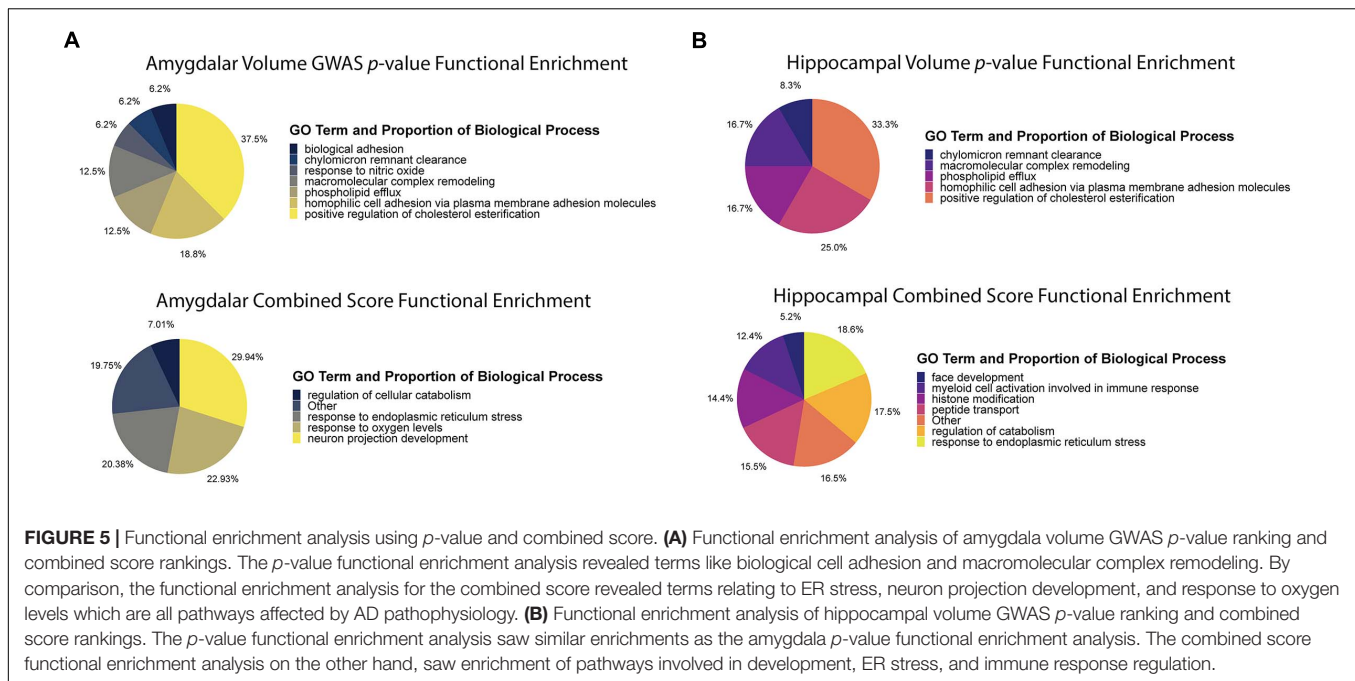 A
Amygdalar Volume GWAS p-value Functional Enrichment
6.2%
6.2%
6.2%
12.5%
12.5%
18.8%
37.5%
GO Term and Proportion of Biological Process
biological adhesion
chylomicron remnant clearance
response to nitric oxide
macromolecular complex remodeling
phospholipid efflux
homophilic cell adhesion via plasma membrane adhesion molecules
positive regulation of cholesterol esterification
Amygdalar Combined Score Functional Enrichment
7.01%
19.75%
20.38%
22.93%
29.94%
GO Term and Proportion of Biological Process
regulation of cellular catabolism
Other
response to endoplasmic reticulum stress
response to oxygen levels
neuron projection development
B
Hippocampal Volume p-value Functional Enrichment
8.3%
16.7%
16.7%
25.0%
33.3%
GO Term and Proportion of Biological Process
chylomicron remnant clearance
macromolecular complex remodeling
phospholipid efflux
homophilic cell adhesion via plasma membrane adhesion molecules
positive regulation of cholesterol esterification
Hippocampal Combined Score Functional Enrichment
5.2%
12.4%
14.4%
15.5%
16.5%
17.5%
18.6%
GO Term and Proportion of Biological Process
face development
myeloid cell activation involved in immune response
histone modification
peptide transport
Other
regulation of catabolism
response to endoplasmic reticulum stress
FIGURE 5 | Functional enrichment analysis using p-value and combined score. (A) Functional enrichment analysis of amygdala volume GWAS p-value ranking and
combined score rankings. The p-value functional enrichment analysis revealed terms like biological cell adhesion and macromolecular complex remodeling. By
comparison, the functional enrichment analysis for the combined score revealed terms relating to ER stress, neuron projection development, and response to oxygen
levels which are all pathways affected by AD pathophysiology. (B) Functional enrichment analysis of hippocampal volume GWAS p-value ranking and combined
score rankings. The p-value functional enrichment analysis saw similar enrichments as the amygdala p-value functional enrichment analysis. The combined score
functional enrichment analysis on the other hand, saw enrichment of pathways involved in development, ER stress, and immune response regulation.